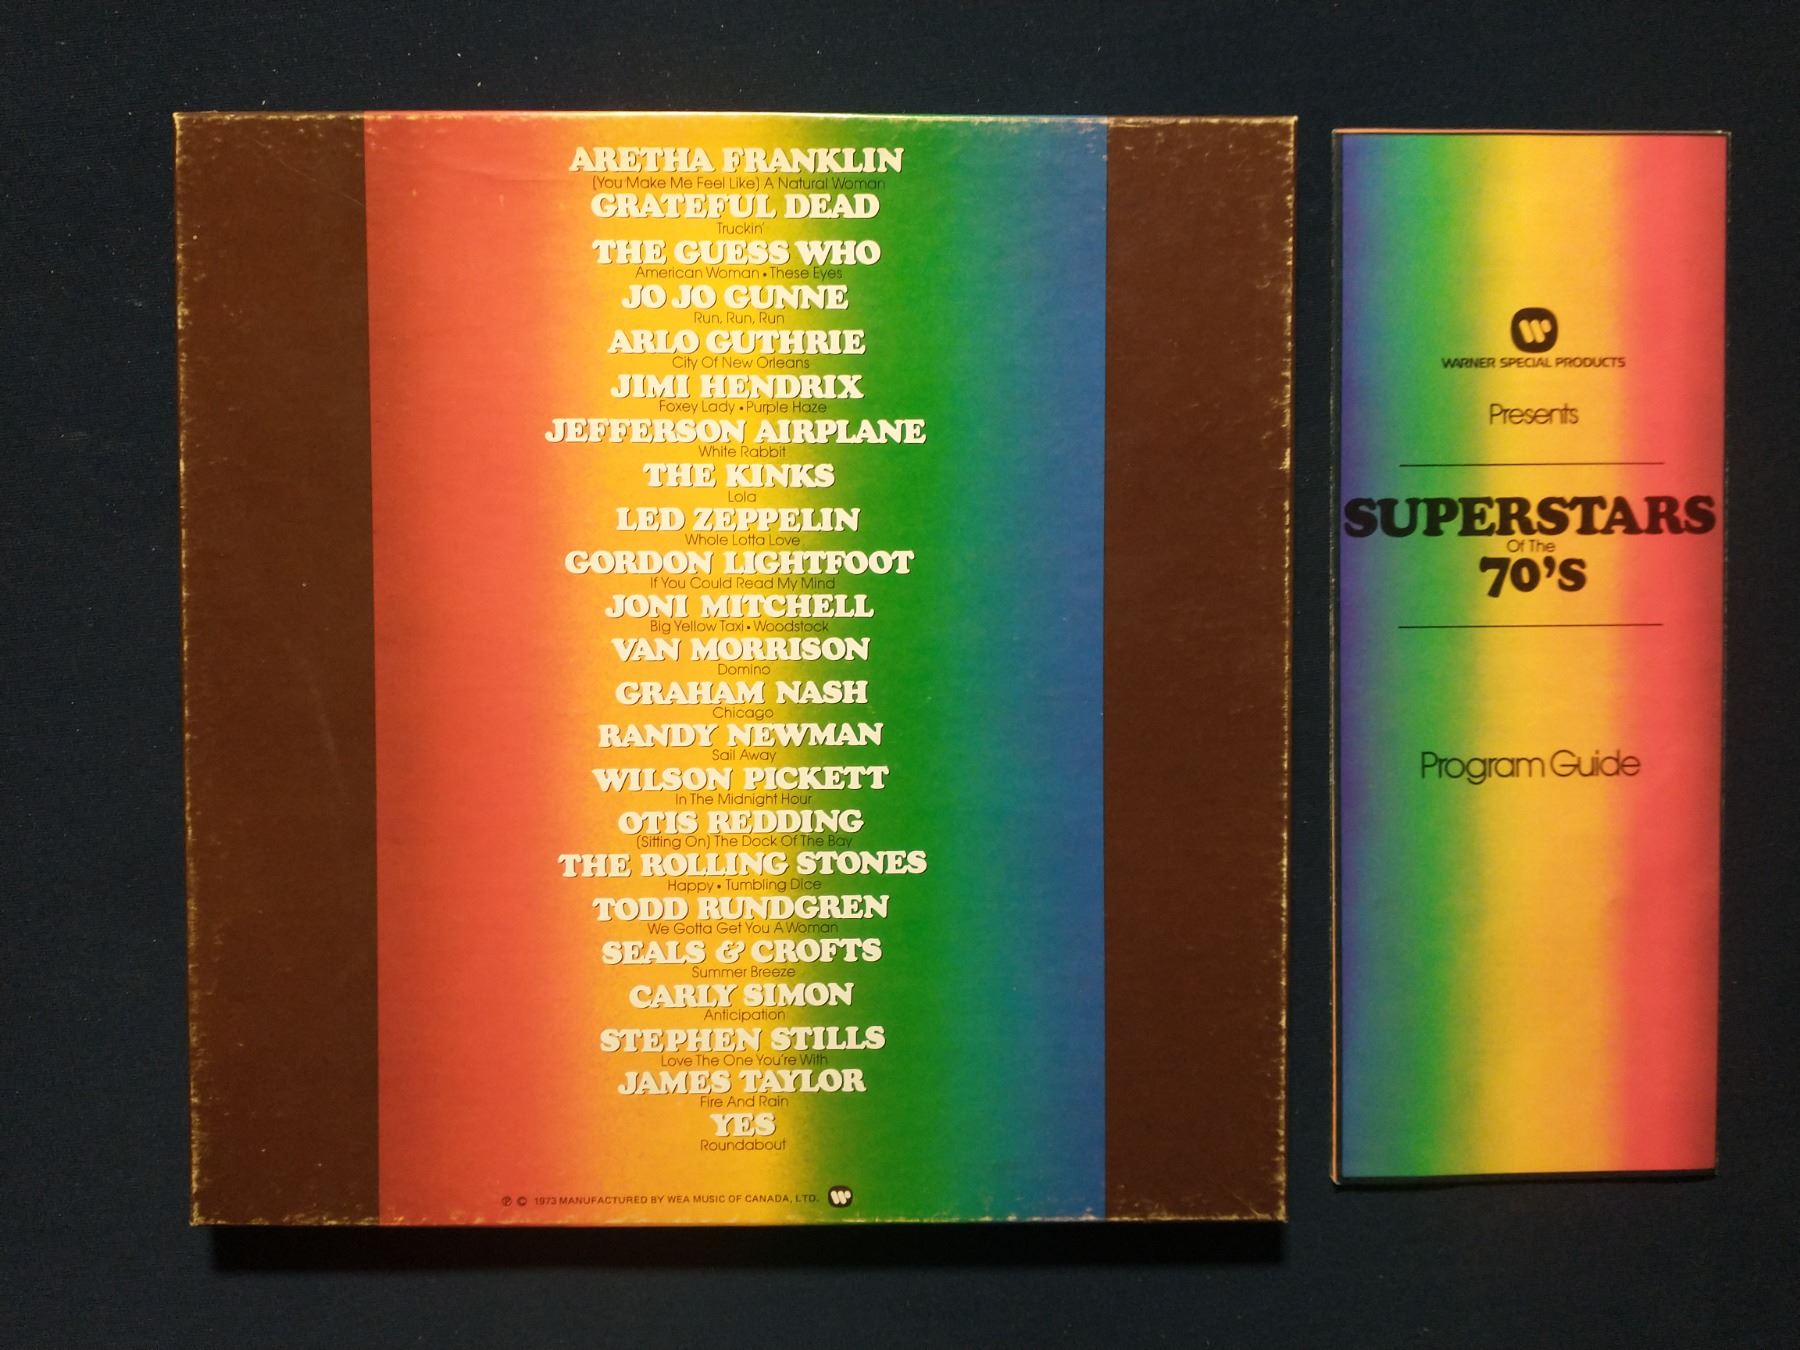 ARETHA FRANKLIN
(You Make Me Feel Like) A Natural Woman
GRATEFUL DEAD
Truckin'
THE GUESS WHO
American Woman • These Eyes
JO JO GUNNE
Run, Run, Run
ARLO GUTHRIE
City Of New Orleans
JIMI HENDRIX
Foxey Lady • Purple Haze
JEFFERSON AIRPLANE
White Rabbit
THE KINKS
Lola
LED ZEPPELIN
Whole Lotta Love
GORDON LIGHTFOOT
If You Could Read My Mind
JONI MITCHELL
Big Yellow Taxi • Woodstock
VAN MORRISON
Domino
GRAHAM NASH
Chicago
RANDY NEWMAN
Sail Away
WILSON PICKETT
In The Midnight Hour
OTIS REDDING
(Sitting On) The Dock Of The Bay
THE ROLLING STONES
Happy • Tumbling Dice
TODD RUNDGREN
We Gotta Get You A Woman
SEALS & CROFTS
Summer Breeze
CARLY SIMON
Anticipation
STEPHEN STILLS
Love The One You're With
JAMES TAYLOR
Fire And Rain
YES
Roundabout
℗ © 1973 MANUFACTURED BY WEA MUSIC OF CANADA, LTD.
WARNER SPECIAL PRODUCTS
Presents
SUPERSTARS
Of The
70's
Program Guide